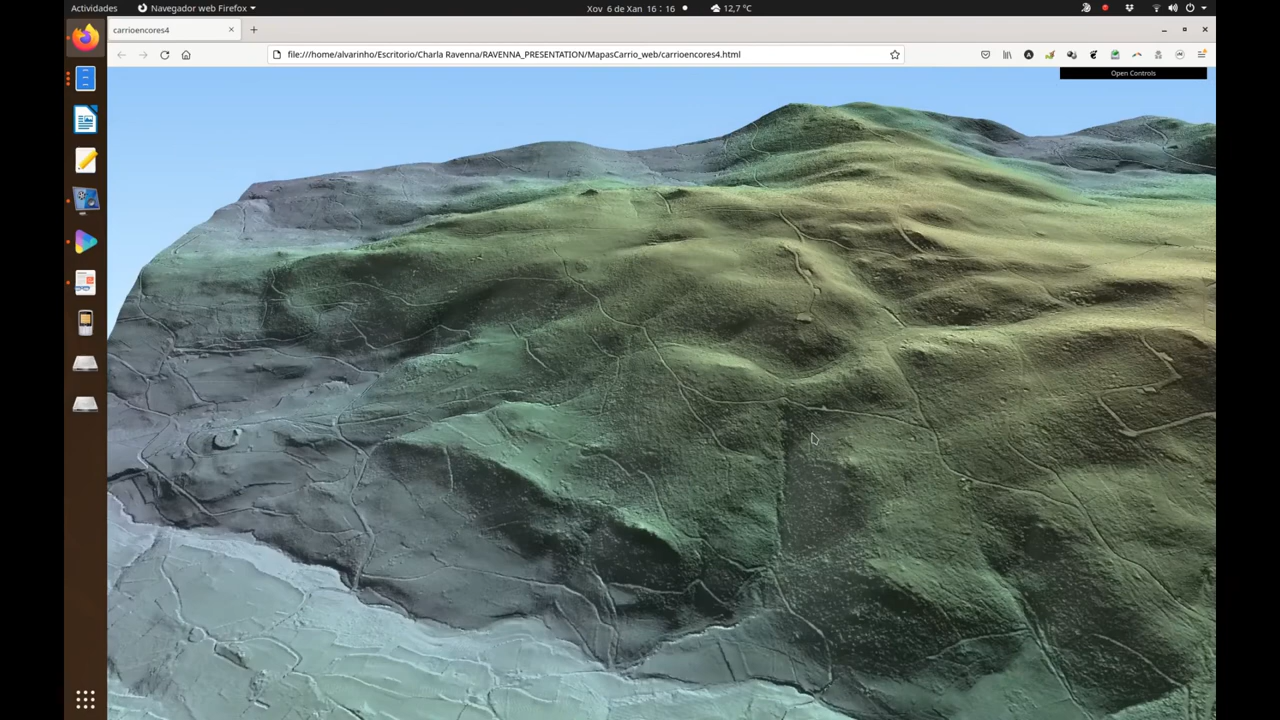 Actividades
Navegador web Firefox
Xov 6 de Xan 16:16
12,7 °C
carrioencores4
file:///home/alvarinho/Escritorio/Charla Ravenna/RAVENNA_PRESENTATION/MapasCarrio_web/carrioencores4.html
Open Controls